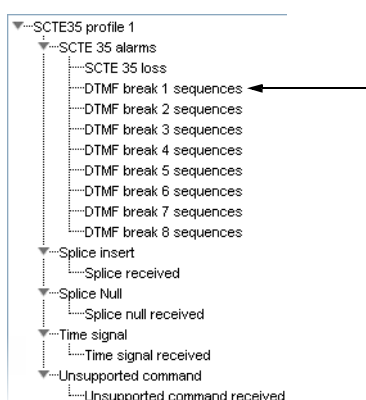 SCTE35 profile 1
SCTE 35 alarms
SCTE 35 loss
DTMF break 1 sequences
DTMF break 2 sequences
DTMF break 3 sequences
DTMF break 4 sequences
DTMF break 5 sequences
DTMF break 6 sequences
DTMF break 7 sequences
DTMF break 8 sequences
Splice insert
Splice received
Splice Null
Splice null received
Time signal
Time signal received
Unsupported command
Unsupported command received